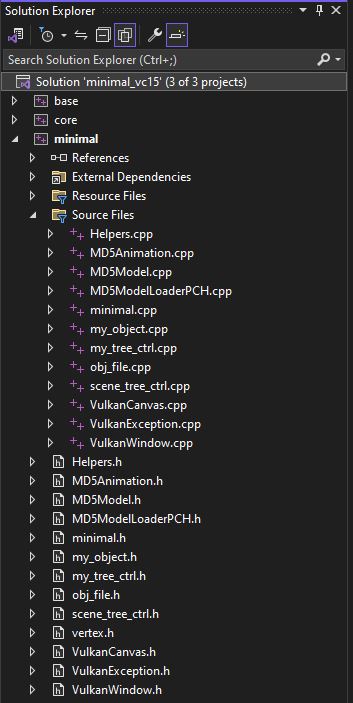 Solution Explorer
Search Solution Explorer (Ctrl+;)
Solution 'minimal_vc15' (3 of 3 projects)
base
core
minimal
References
External Dependencies
Resource Files
Source Files
Helpers.cpp
MD5Animation.cpp
MD5Model.cpp
MD5ModelLoaderPCH.cpp
minimal.cpp
my_object.cpp
my_tree_ctrl.cpp
obj_file.cpp
scene_tree_ctrl.cpp
VulkanCanvas.cpp
VulkanException.cpp
VulkanWindow.cpp
Helpers.h
MD5Animation.h
MD5Model.h
MD5ModelLoaderPCH.h
minimal.h
my_object.h
my_tree_ctrl.h
obj_file.h
scene_tree_ctrl.h
vertex.h
VulkanCanvas.h
VulkanException.h
VulkanWindow.h